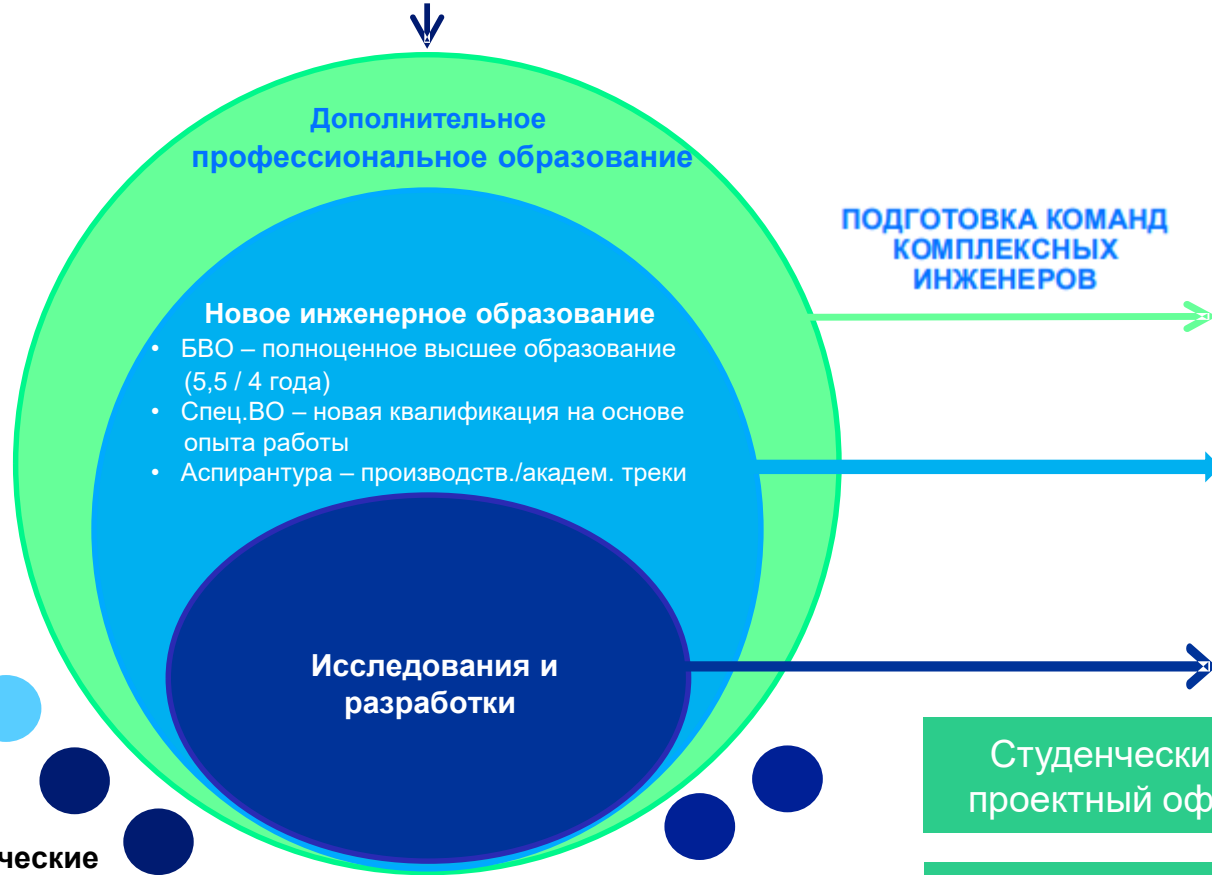 Дополнительное
профессиональное образование
ПОДГОТОВКА КОМАНД
КОМПЛЕКСНЫХ
ИНЖЕНЕРОВ
Новое инженерное образование
• БВО – полноценное высшее образование
(5,5 / 4 года)
• Спец.ВО – новая квалификация на основе
опыта работы
• Аспирантура – производств./академ. треки
Исследования и
разработки
Студенчески
проектный оф
ческие